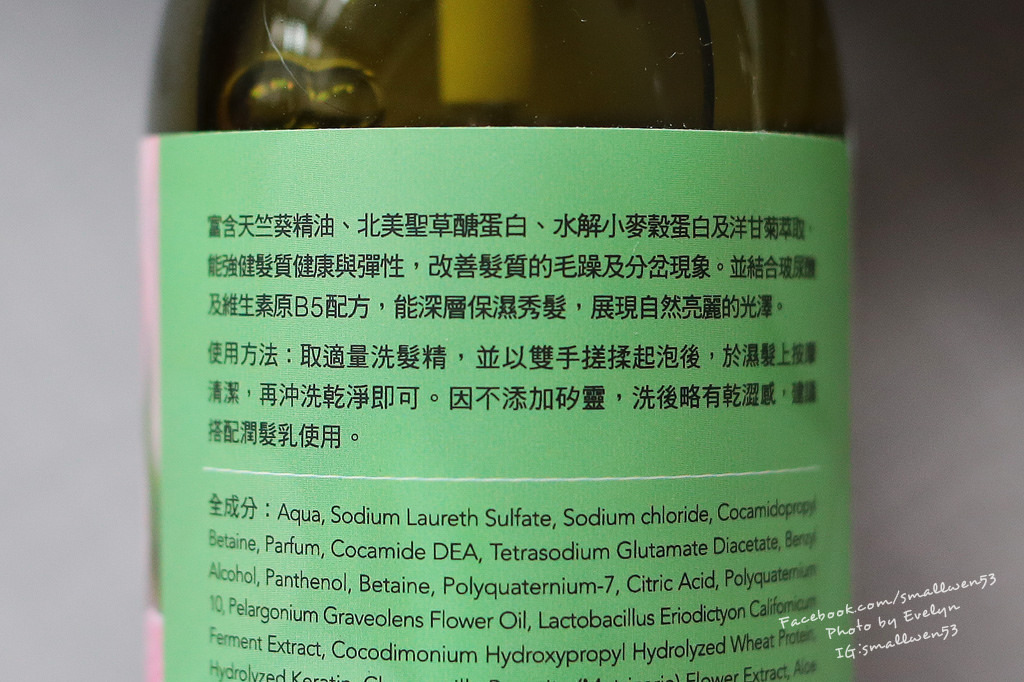 富含天竺葵精油、北美聖草醣蛋白、水解小麥穀蛋白及洋甘菊萃取，
能強健髮質健康與彈性，改善髮質的毛躁及分岔現象。並結合玻尿酸
及維生素原B5配方，能深層保濕秀髮，展現自然亮麗的光澤。
使用方法：取適量洗髮精，並以雙手搓揉起泡後，於濕髮上按摩
清潔，再沖洗乾淨即可。因不添加矽靈，洗後略有乾澀感，建議
搭配潤髮乳使用。
全成分：Aqua, Sodium Laureth Sulfate, Sodium chloride, Cocamidopropyl
Betaine, Parfum, Cocamide DEA, Tetrasodium Glutamate Diacetate, Benzyl
Alcohol, Panthenol, Betaine, Polyquaternium-7, Citric Acid, Polyquaternium
10, Pelargonium Graveolens Flower Oil, Lactobacillus Eriodictyon Californicum
Ferment Extract, Cocodimonium Hydroxypropyl Hydrolyzed Wheat Protein,
Hydrolyzed Keratin, (Matricaria) Flower Extract, Aloe
Facebook.com/smallwen53
Photo by Evelyn
IG:smallwen53